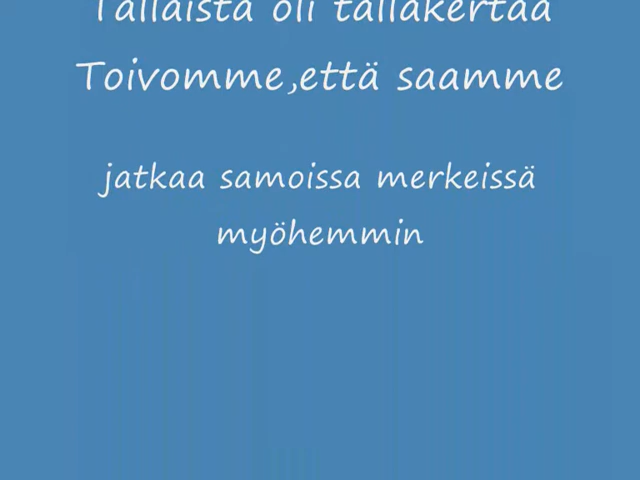 Tällaista oli tälläkertaa
Toivomme,että saamme
jatkaa samoissa merkeissä
myöhemmin